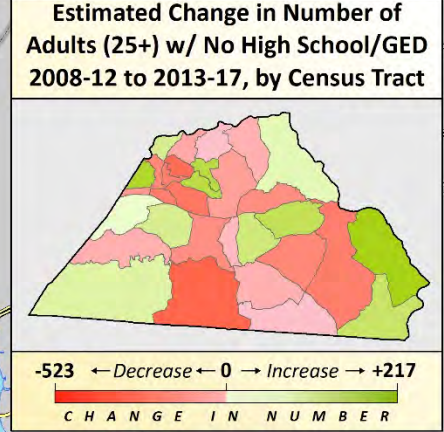 Estimated Change in Number of
Adults (25+) w/ No High School/GED
2008-12 to 2013-17, by Census Tract
-523 ← Decrease ← 0 → Increase → +217
CHANGE IN NUMBER